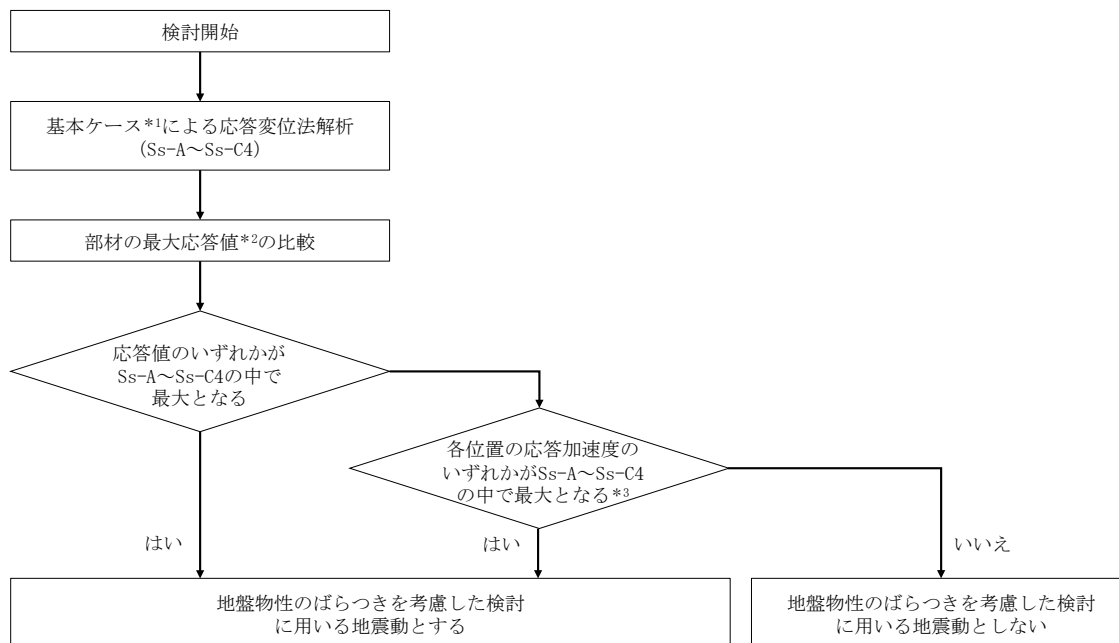 検討開始
基本ケース*1による応答変位法解析
(Ss-A～Ss-C4)
部材の最大応答値*2の比較
応答値のいずれかが
Ss-A～Ss-C4の中で
最大となる
各位置の応答加速度の
いずれかがSs-A～Ss-C4
の中で最大となる*3
はい
はい
いいえ
地盤物性のばらつきを考慮した検討
に用いる地震動とする
地盤物性のばらつきを考慮した検討
に用いる地震動としない